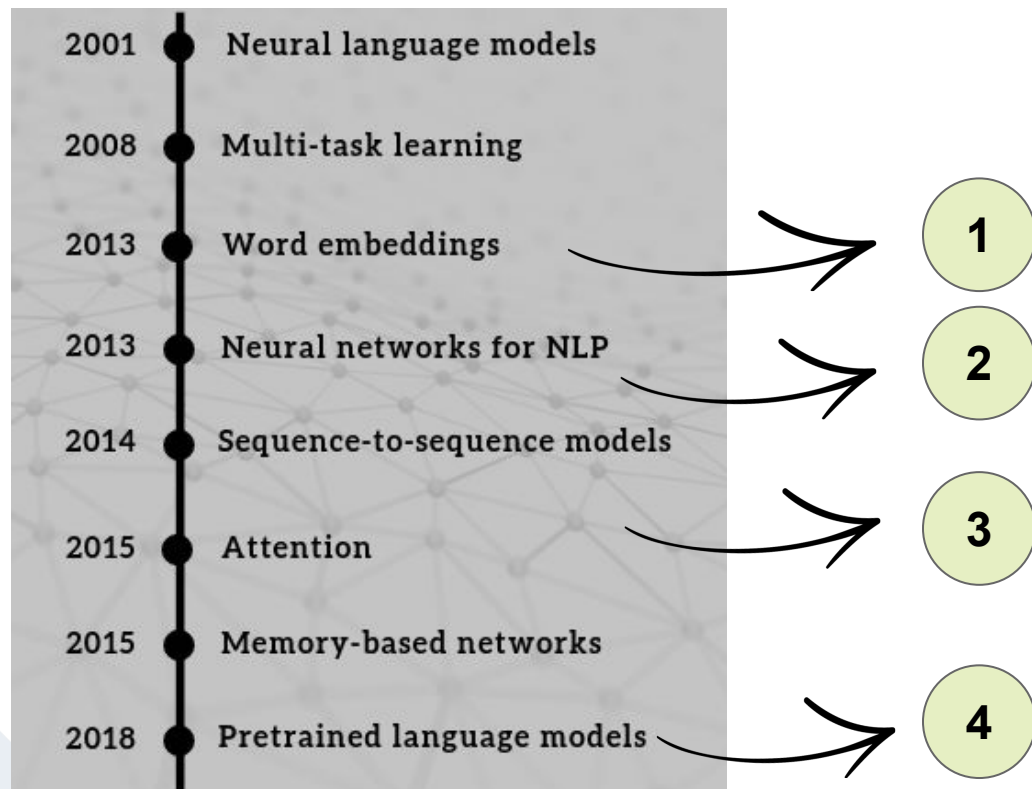 2001 Neural language models
2008 Multi-task learning
2013 Word embeddings
1
2013 Neural networks for NLP
2
2014 Sequence-to-sequence models
2015 Attention
3
2015 Memory-based networks
2018 Pretrained language models
4